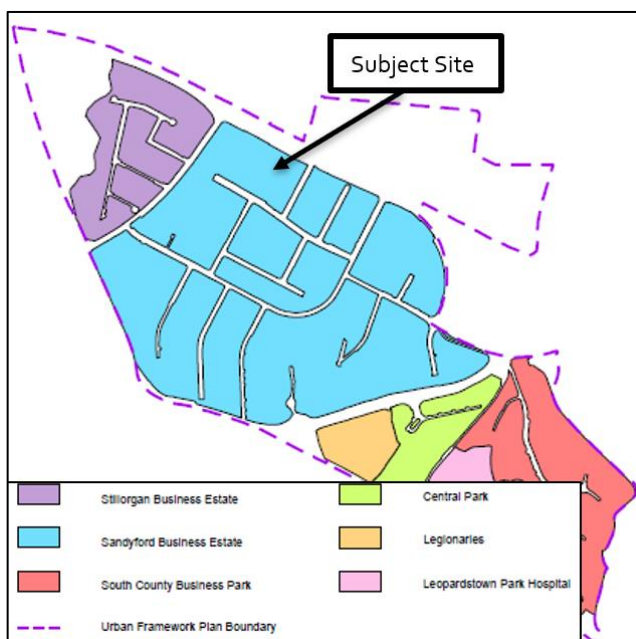 Subject Site
Stillorgan Business Estate
Central Park
Sandyford Business Estate
Legionaries
South County Business Park
Leopardstown Park Hospital
Urban Framework Plan Boundary